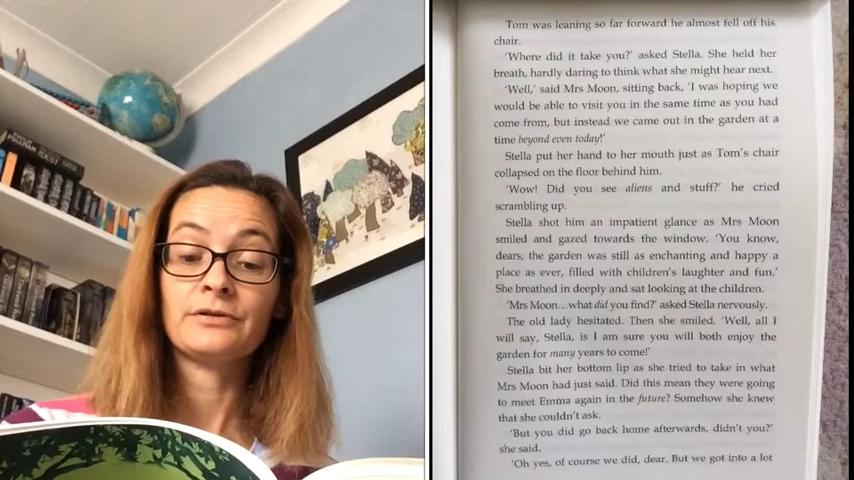 PHILIP
PULLMAN
DUST
Tom was leaning so far forward he almost fell off his
chair.
'Where did it take you?' asked Stella. She held her
breath, hardly daring to think what she might hear next.
'Well,' said Mrs Moon, sitting back, 'I was hoping we
would be able to visit you in the same time as you had
come from, but instead we came out in the garden at a
time beyond even today!'
Stella put her hand to her mouth just as Tom's chair
collapsed on the floor behind him.
'Wow! Did you see aliens and stuff?' he cried
scrambling up.
Stella shot him an impatient glance as Mrs Moon
smiled and gazed towards the window. 'You know,
dears, the garden was still as enchanting and happy a
place as ever, filled with children's laughter and fun.'
She breathed in deeply and sat looking at the children.
'Mrs Moon...what did you find?' asked Stella nervously.
The old lady hesitated. Then she smiled. 'Well, all I
will say, Stella, is I am sure you will both enjoy the
garden for many years to come!'
Stella bit her bottom lip as she tried to take in what
Mrs Moon had just said. Did this mean they were going
to meet Emma again in the future? Somehow she knew
that she couldn't ask.
'But you did go back home afterwards, didn't you?'
she said.
'Oh yes, of course we did, dear. But we got into a lot